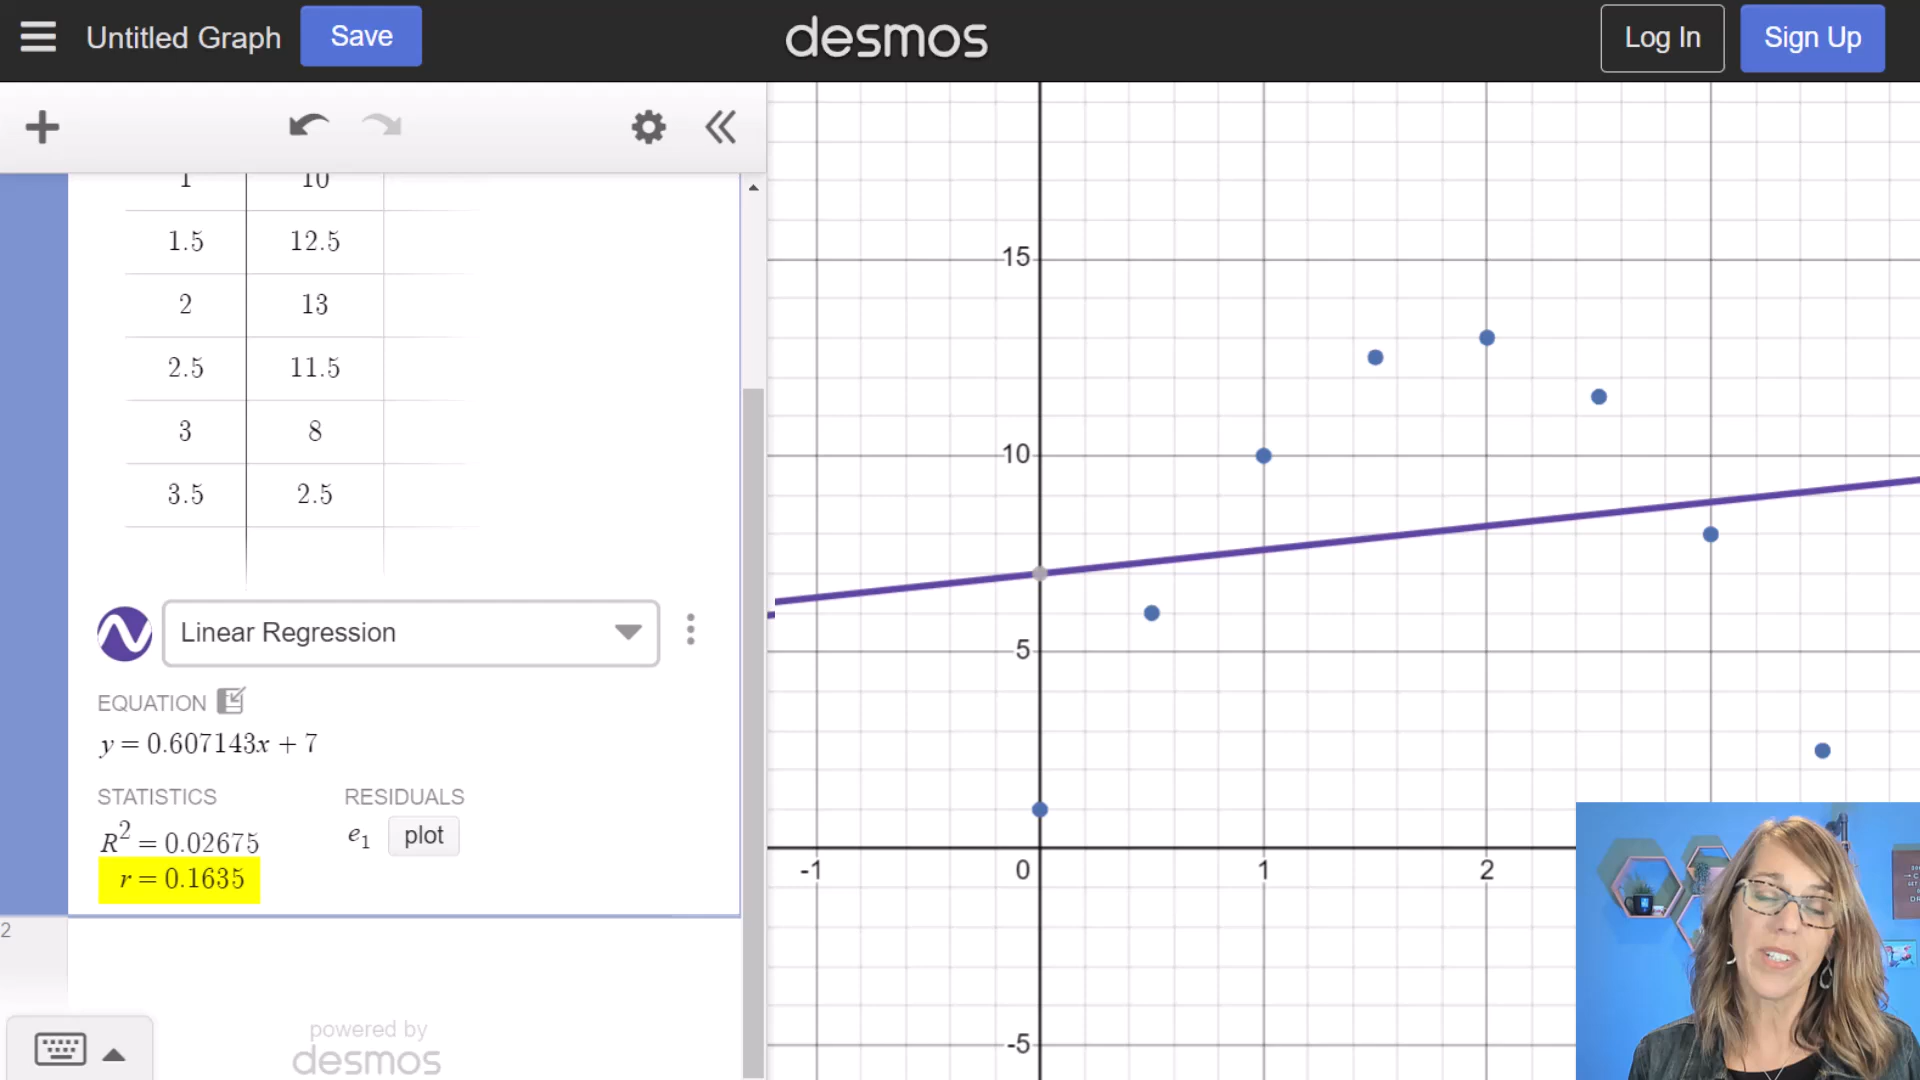 Untitled Graph Save desmos Log In Sign Up
1 10
1.5 12.5
2 13
2.5 11.5
3 8
3.5 2.5
Linear Regression
EQUATION
y = 0.607143x + 7
STATISTICS RESIDUALS
R² = 0.02675 e₁ plot
r = 0.1635
2
powered by
desmos
15
10
5
-1 0 1 2
-5